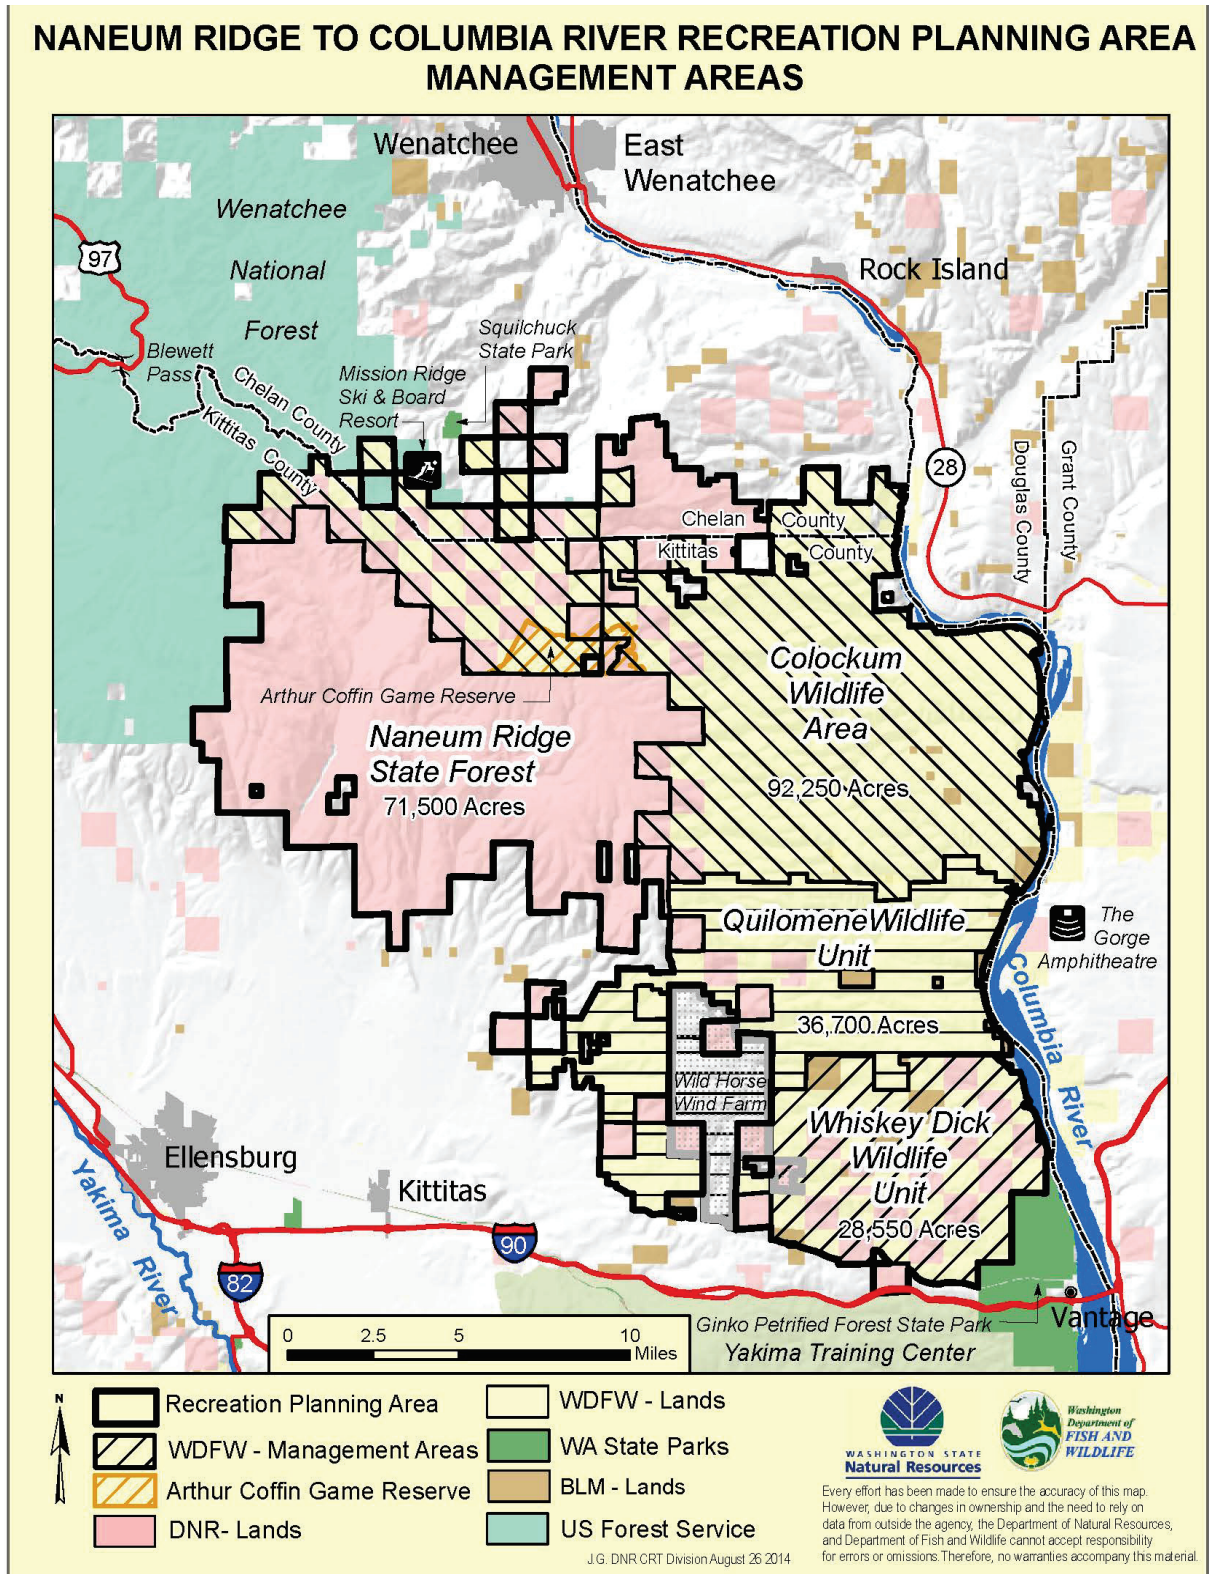 NANEUM RIDGE TO COLUMBIA RIVER RECREATION PLANNING AREA
MANAGEMENT AREAS
Wenatchee
East
Wenatchee
Wenatchee
National
Forest
97
Rock Island
Blewett
Pass
Squilchuck
State Park
Mission Ridge
Ski & Board
Resort
Chelan County
Kittitas County
28
Douglas County
Grant County
Chelan County
Kittitas County
Colockum
Wildlife
Area
92,250 Acres
Arthur Coffin Game Reserve
Naneum Ridge
State Forest
71,500 Acres
Quilomene Wildlife
Unit
36,700 Acres
The
Gorge
Amphitheatre
Columbia River
Wild Horse
Wind Farm
Whiskey Dick
Wildlife
Unit
28,550 Acres
Ellensburg
Kittitas
Yakima River
90
82
Ginko Petrified Forest State Park
Vantage
Yakima Training Center
0 2.5 5 10
Miles
N
Recreation Planning Area
WDFW - Management Areas
Arthur Coffin Game Reserve
DNR- Lands
WDFW - Lands
WA State Parks
BLM - Lands
US Forest Service
WASHINGTON STATE
Natural Resources
Washington
Department of
FISH AND
WILDLIFE
Every effort has been made to ensure the accuracy of this map.
However, due to changes in ownership and the need to rely on
data from outside the agency, the Department of Natural Resources,
and Department of Fish and Wildlife cannot accept responsibility
for errors or omissions. Therefore, no warranties accompany this material.
J.G. DNR CRT Division August 26 2014